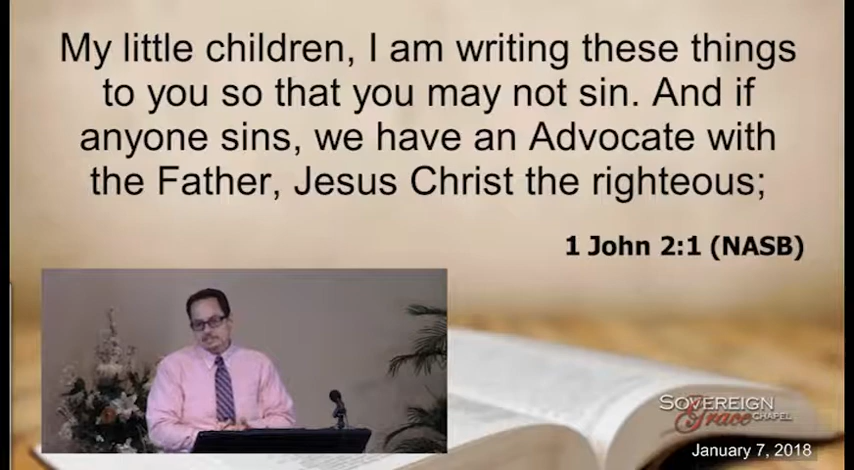 My little children, I am writing these things
to you so that you may not sin. And if
anyone sins, we have an Advocate with
the Father, Jesus Christ the righteous;
1 John 2:1 (NASB)
SOVEREIGN
Grace CHAPEL
January 7, 2018